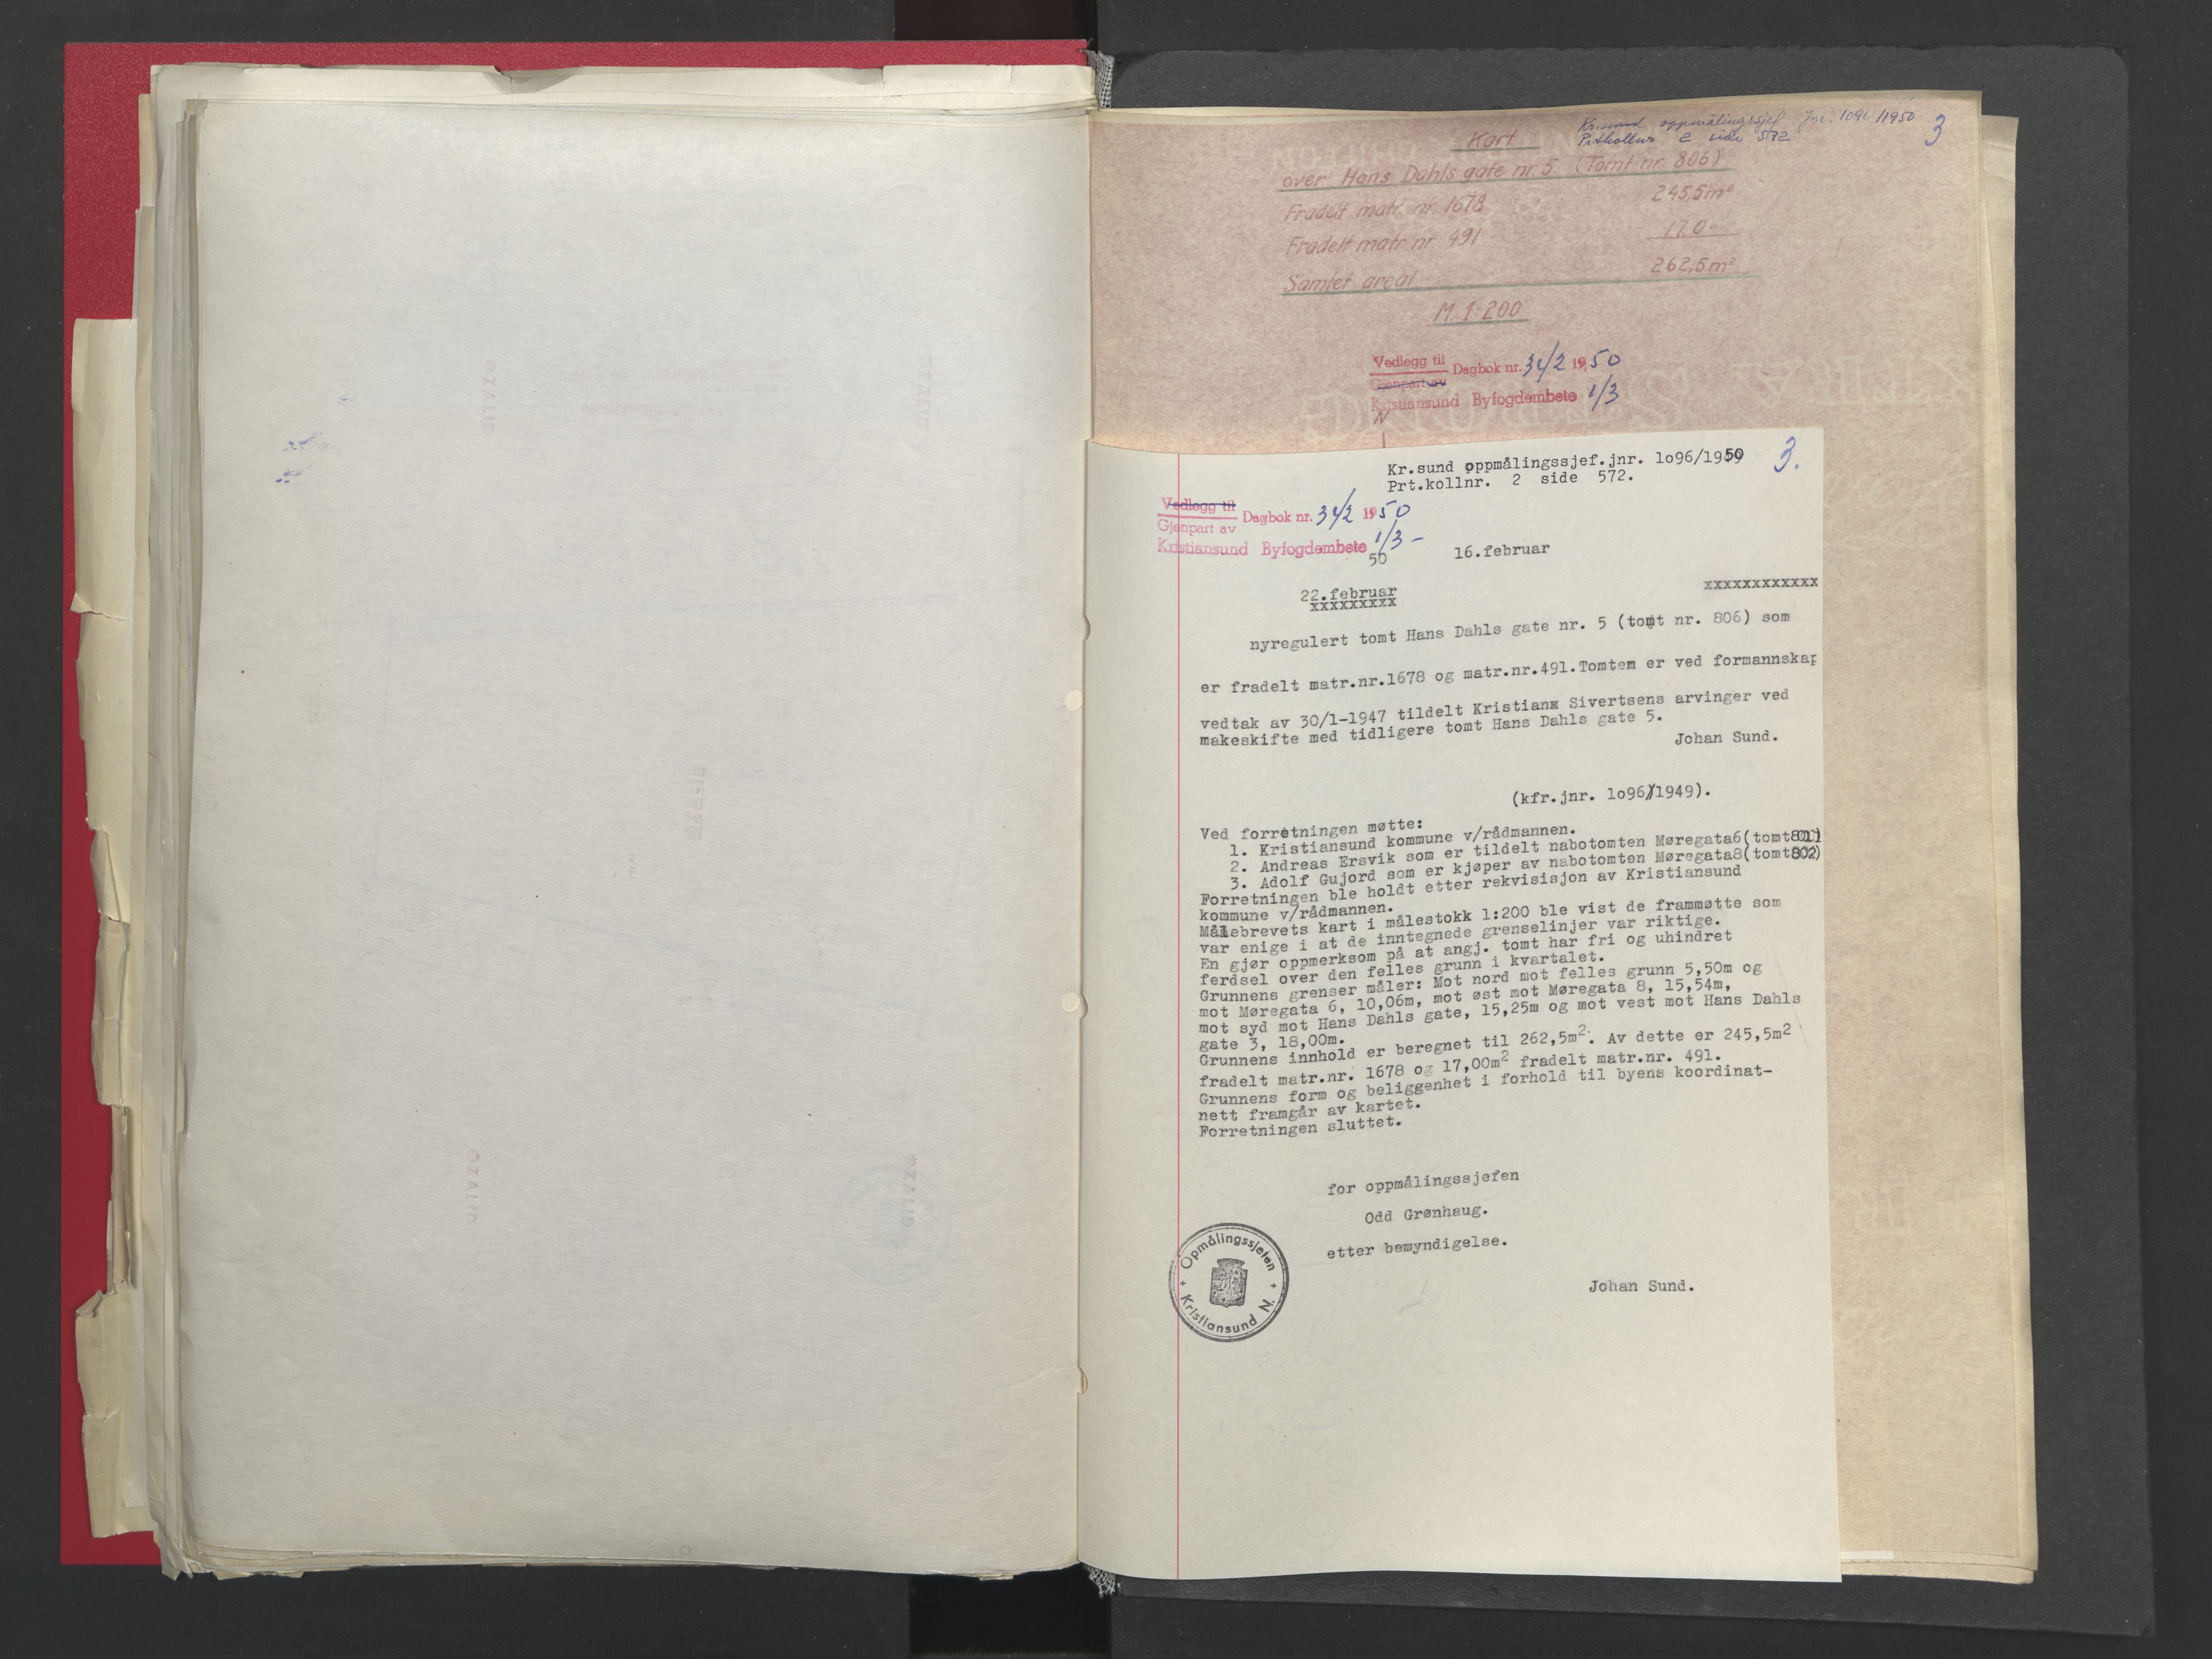 Kr.sund oppmålingssjef Jnr. 1096/1950
Prtkollnr 2 side 572
3
Kart
over Hans Dahls gate nr. 5 (Tomt nr. 806)
Fradelt matr. nr. 1678 245,5m²
Fradelt matr. nr. 491 17,0"
Samlet areal 262,5m²
M. 1:200
Vedlegg til
Gjenpart av
Dagbok nr. 342 1950
Kristiansund Byfogdembete 1/3
N
Kr.sund oppmålingssjef.jnr. lo96/1950
3.
Prt.kollnr. 2 side 572.
Vedlegg til
Gjenpart av
Dagbok nr. 342 1950
Kristiansund Byfogdembete 1/3 -
50 16.februar
22.februar xxxxxxxxxxxx
xxxxxxxxx
nyregulert tomt Hans Dahls gate nr. 5 (tomt nr. 806) som
er fradelt matr.nr.1678 og matr.nr.491.Tomten er ved formannskap
vedtak av 30/1-1947 tildelt Kristianx Sivertsens arvinger ved
makeskifte med tidligere tomt Hans Dahls gate 5.
Johan Sund.
(kfr.jnr. lo96/1949).
Ved forretningen møtte:
1. Kristiansund kommune v/rådmannen.
2. Andreas Ersvik som er tildelt nabotomten Møregata6(tomt801)
3. Adolf Gujord som er kjøper av nabotomten Møregata8(tomt802)
Forretningen ble holdt etter rekvisisjon av Kristiansund
kommune v/rådmannen.
Målebrevets kart i målestokk 1:200 ble vist de frammøtte som
var enige i at de inntegnede grenselinjer var riktige.
En gjør oppmerksom på at angj. tomt har fri og uhindret
ferdsel over den felles grunn i kvartalet.
Grunnens grenser måler: Mot nord mot felles grunn 5,50m og
mot Møregata 6, 10,06m, mot øst mot Møregata 8, 15,54m,
mot syd mot Hans Dahls gate, 15,25m og mot vest mot Hans Dahls
gate 3, 18,00m.
Grunnens innhold er beregnet til 262,5m². Av dette er 245,5m²
fradelt matr.nr. 1678 og 17,00m² fradelt matr.nr. 491.
Grunnens form og beliggenhet i forhold til byens koordinat-
nett framgår av kartet.
Forretningen sluttet.
for oppmålingssjefen
Odd Grønhaug.
etter bemyndigelse.
Johan Sund.
Opmålingssjefen
Kristiansund N.